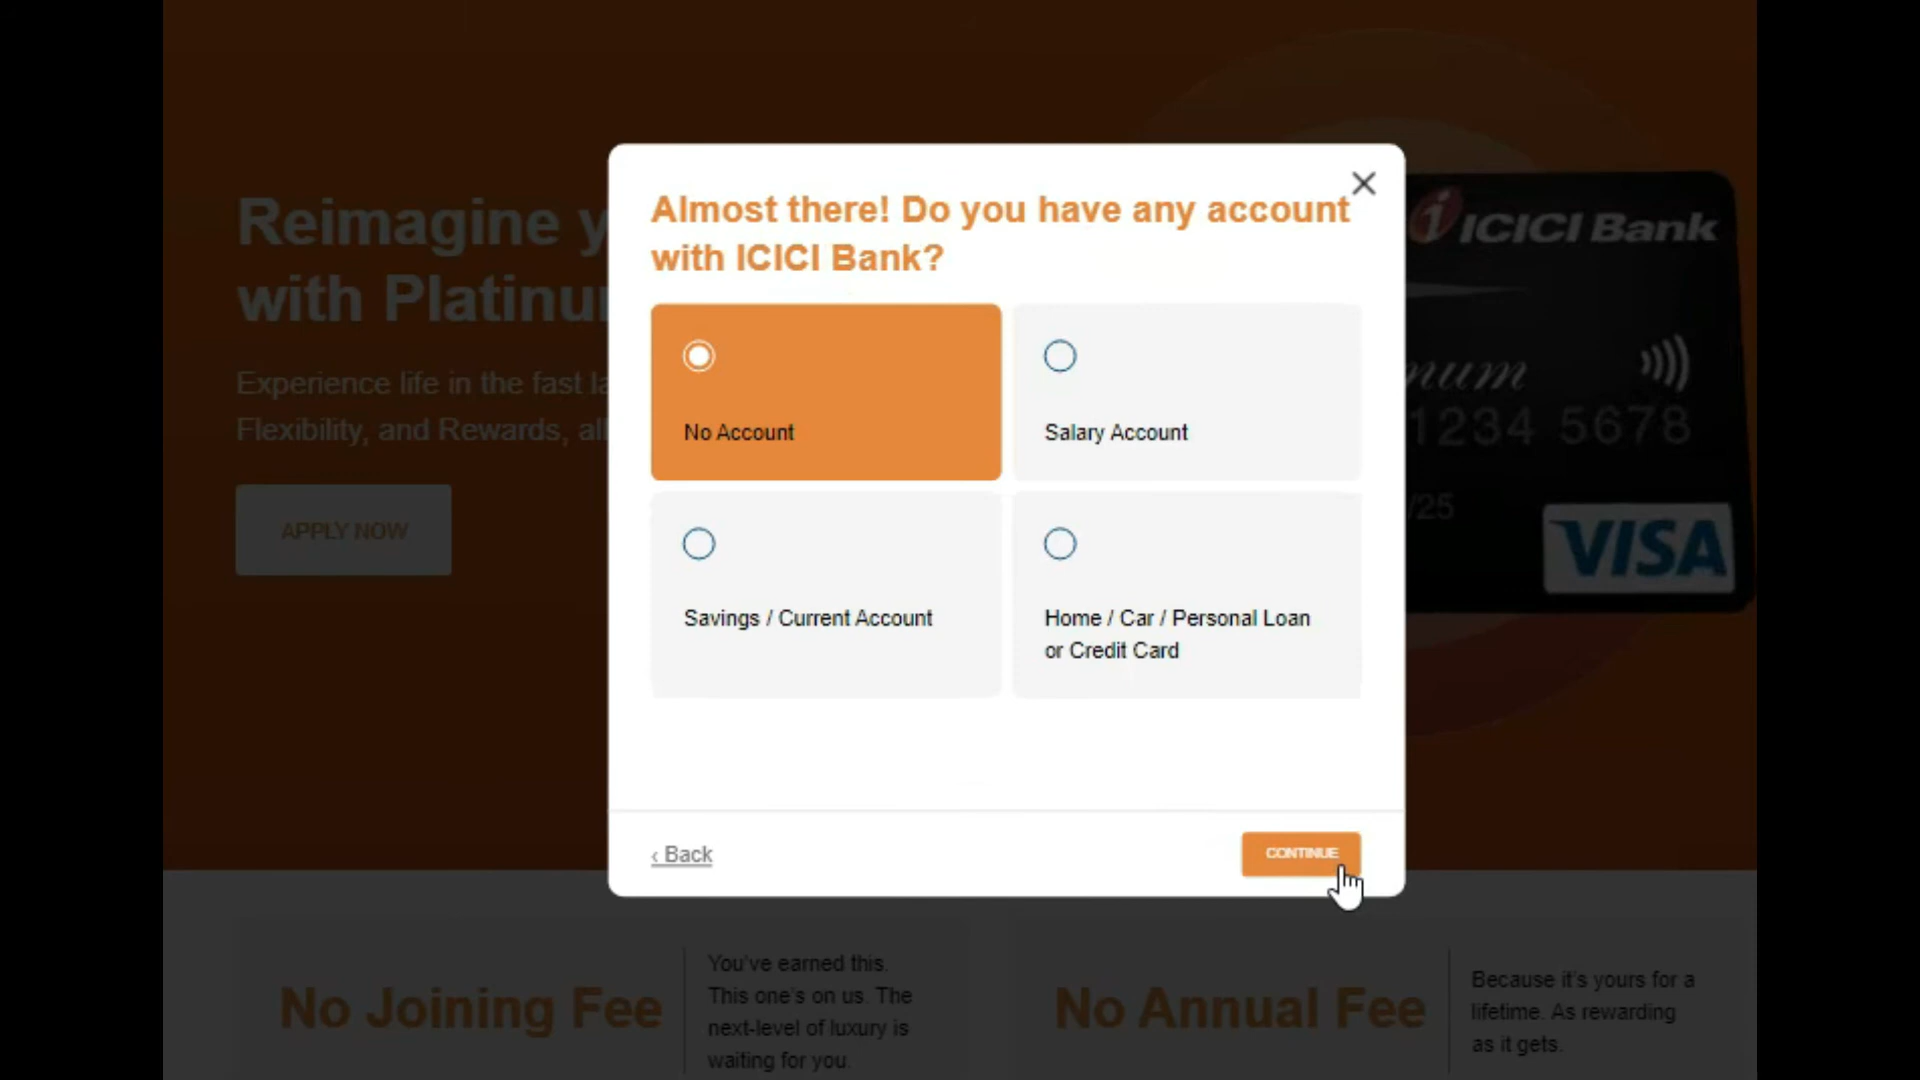 Almost there! Do you have any account
with ICICI Bank?
No Account
Salary Account
Savings / Current Account
Home / Car / Personal Loan
or Credit Card
‹ Back
CONTINUE
Reimagine y
with Platinu
Experience life in the fast la
Flexibility, and Rewards, all
APPLY NOW
ICICI Bank
num
1234 5678
/25
VISA
No Joining Fee
You've earned this.
This one's on us. The
next-level of luxury is
waiting for you.
No Annual Fee
Because it's yours for a
lifetime. As rewarding
as it gets.